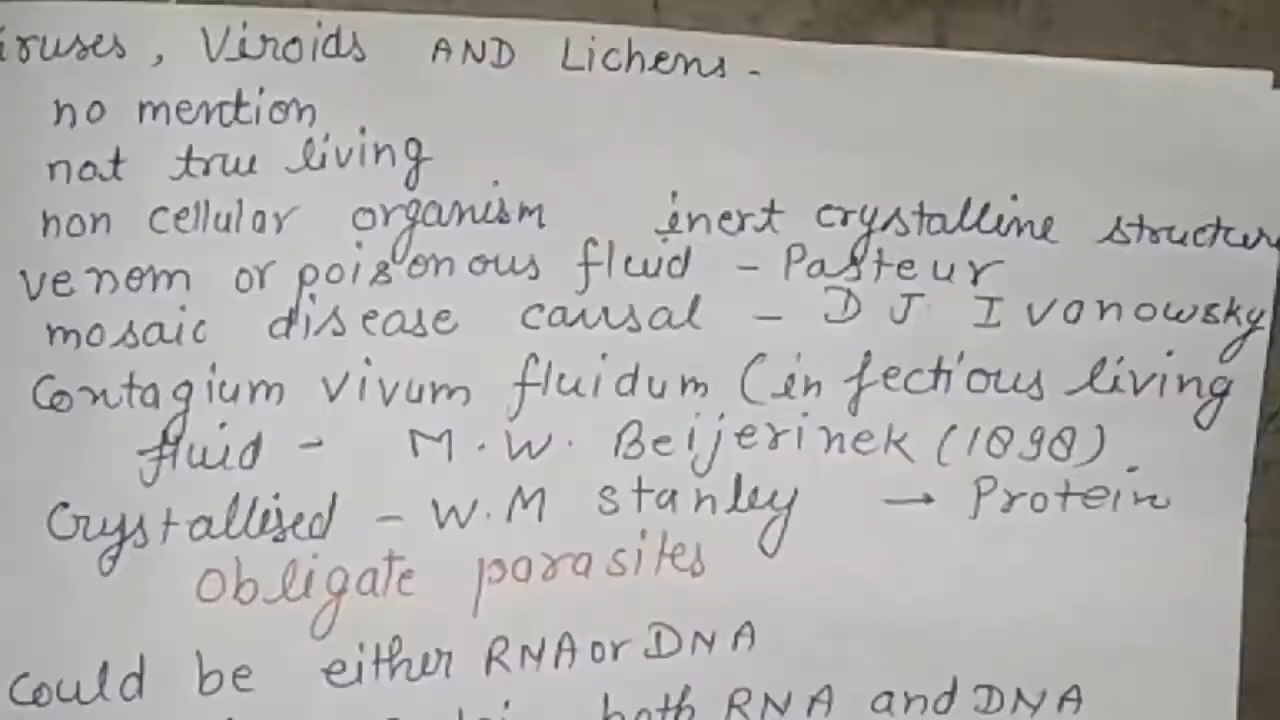 iruses, Viroids AND Lichens -
no mention
not true living
non cellular organism inert crystalline structur
venom or poisonous fluid - Pasteur
mosaic disease causal - D J. Ivanowsky
Contagium vivum fluidum (infectious living
fluid - M.W. Beijerinek (1898).
Crystallised - W.M Stanley → Protein
Obligate parasites
could be either RNA or DNA
both RNA and DNA